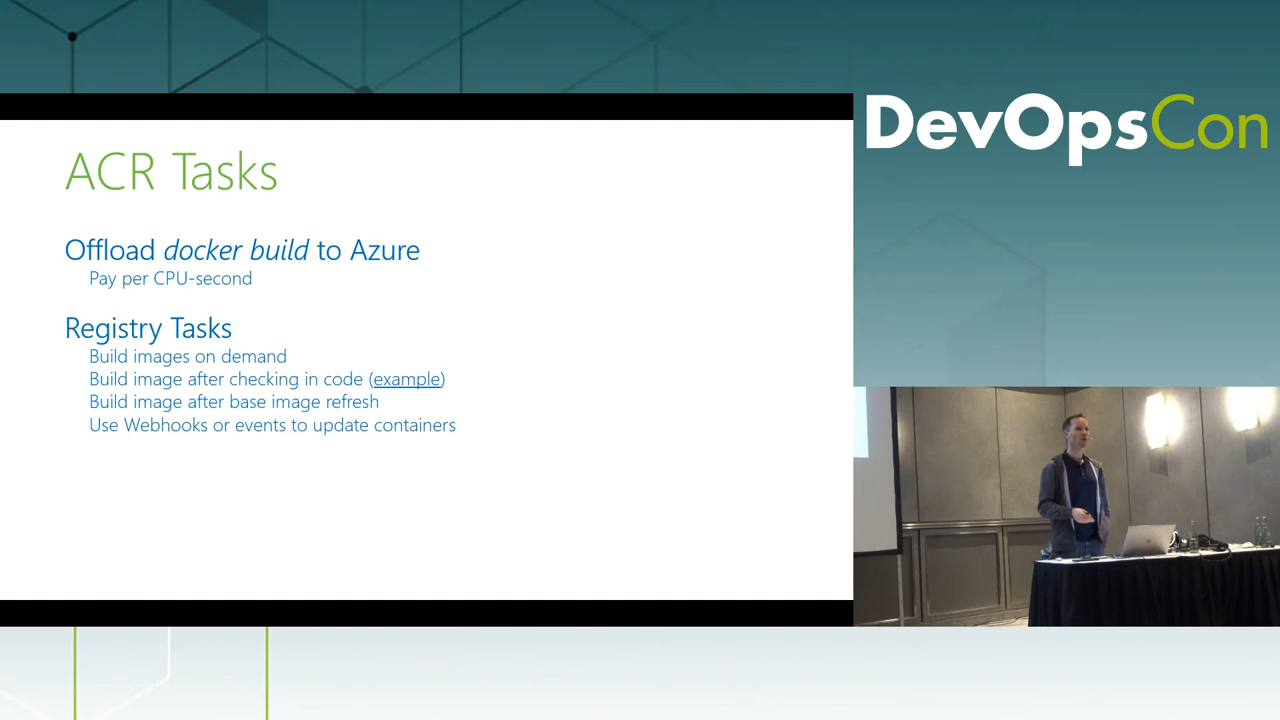 ACR Tasks
Offload docker build to Azure
Pay per CPU-second
Registry Tasks
Build images on demand
Build image after checking in code (example)
Build image after base image refresh
Use Webhooks or events to update containers
DevOpsCon